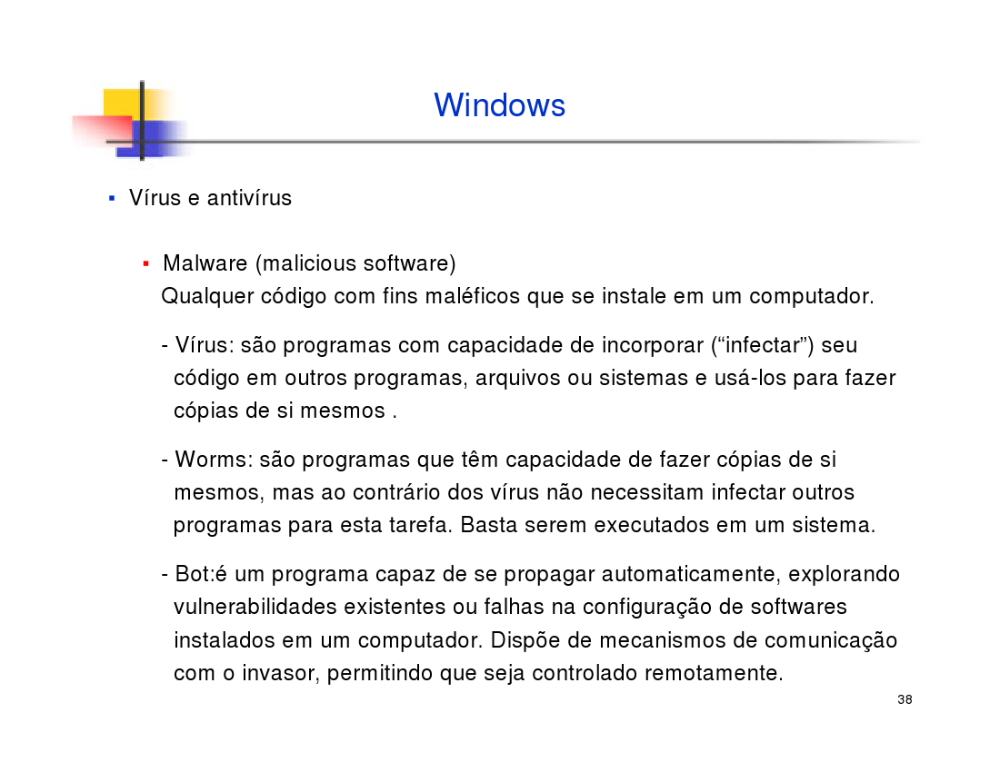 Windows
▪ Vírus e antivírus
▪ Malware (malicious software)
Qualquer código com fins maléficos que se instale em um computador.
- Vírus: são programas com capacidade de incorporar (“infectar”) seu
código em outros programas, arquivos ou sistemas e usá-los para fazer
cópias de si mesmos .
- Worms: são programas que têm capacidade de fazer cópias de si
mesmos, mas ao contrário dos vírus não necessitam infectar outros
programas para esta tarefa. Basta serem executados em um sistema.
- Bot:é um programa capaz de se propagar automaticamente, explorando
vulnerabilidades existentes ou falhas na configuração de softwares
instalados em um computador. Dispõe de mecanismos de comunicação
com o invasor, permitindo que seja controlado remotamente.
38